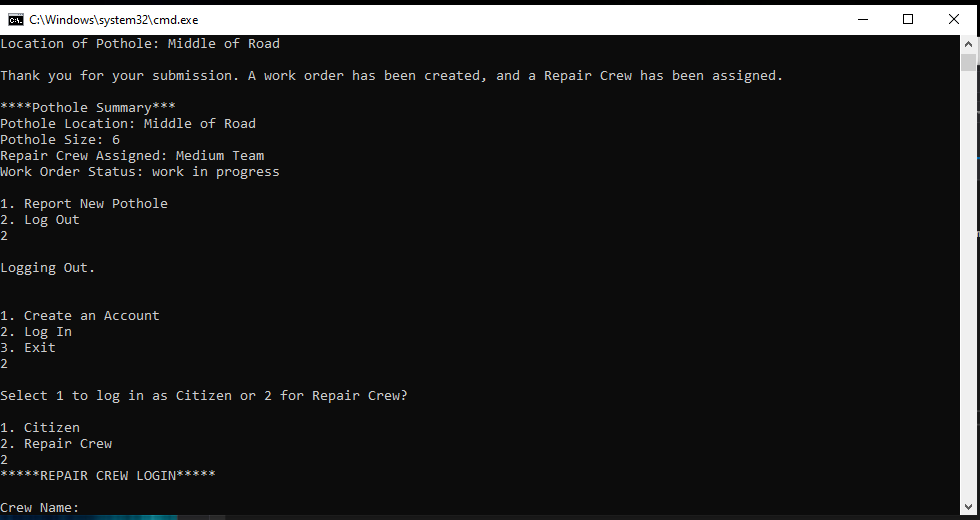 C:\Windows\system32\cmd.exe
Location of Pothole: Middle of Road
Thank you for your submission. A work order has been created, and a Repair Crew has been assigned.
****Pothole Summary***
Pothole Location: Middle of Road
Pothole Size: 6
Repair Crew Assigned: Medium Team
Work Order Status: work in progress
1. Report New Pothole
2. Log Out
2
Logging Out.
1. Create an Account
2. Log In
3. Exit
2
Select 1 to log in as Citizen or 2 for Repair Crew?
1. Citizen
2. Repair Crew
2
*****REPAIR CREW LOGIN*****
Crew Name: